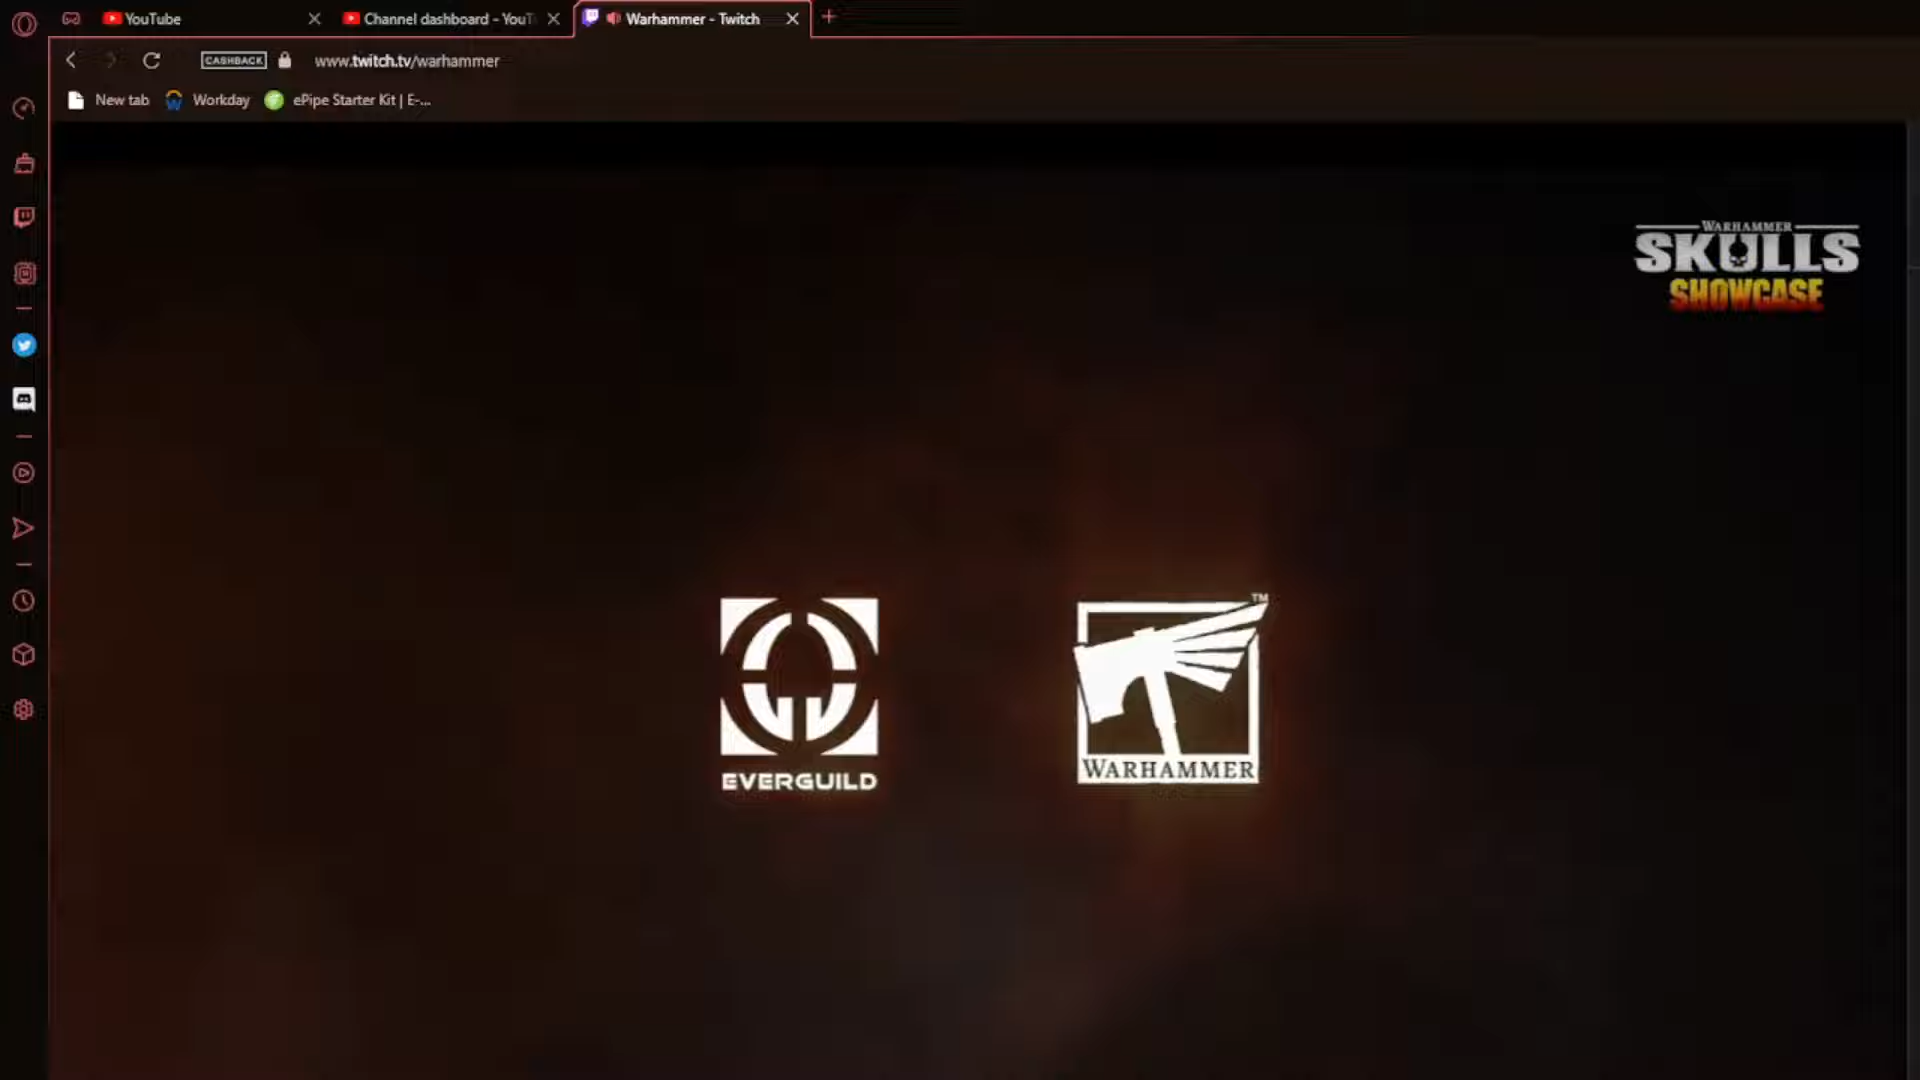 YouTube
Channel dashboard - YouT
Warhammer - Twitch
CASHBACK
www.twitch.tv/warhammer
New tab
Workday
ePipe Starter Kit | E-...
WARHAMMER
SKULLS
SHOWCASE
EVERGUILD
TM
WARHAMMER